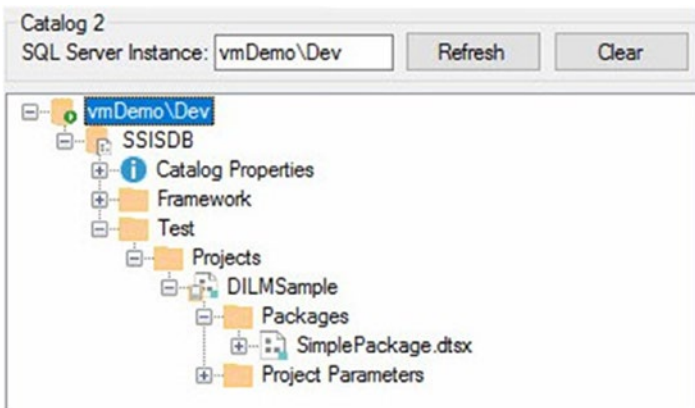 Catalog 2
SQL Server Instance: vmDemo\Dev Refresh Clear
vmDemo\Dev
SSISDB
Catalog Properties
Framework
Test
Projects
DILMSample
Packages
SimplePackage.dtsx
Project Parameters